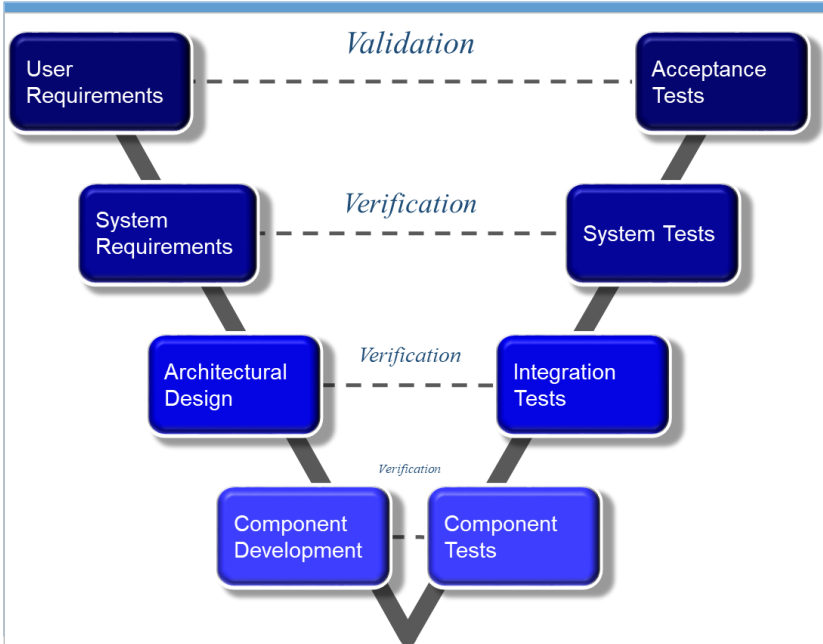 Validation
User
Requirements
Acceptance
Tests
Verification
System
Requirements
System Tests
Verification
Architectural
Design
Integration
Tests
Verification
Component
Development
Component
Tests